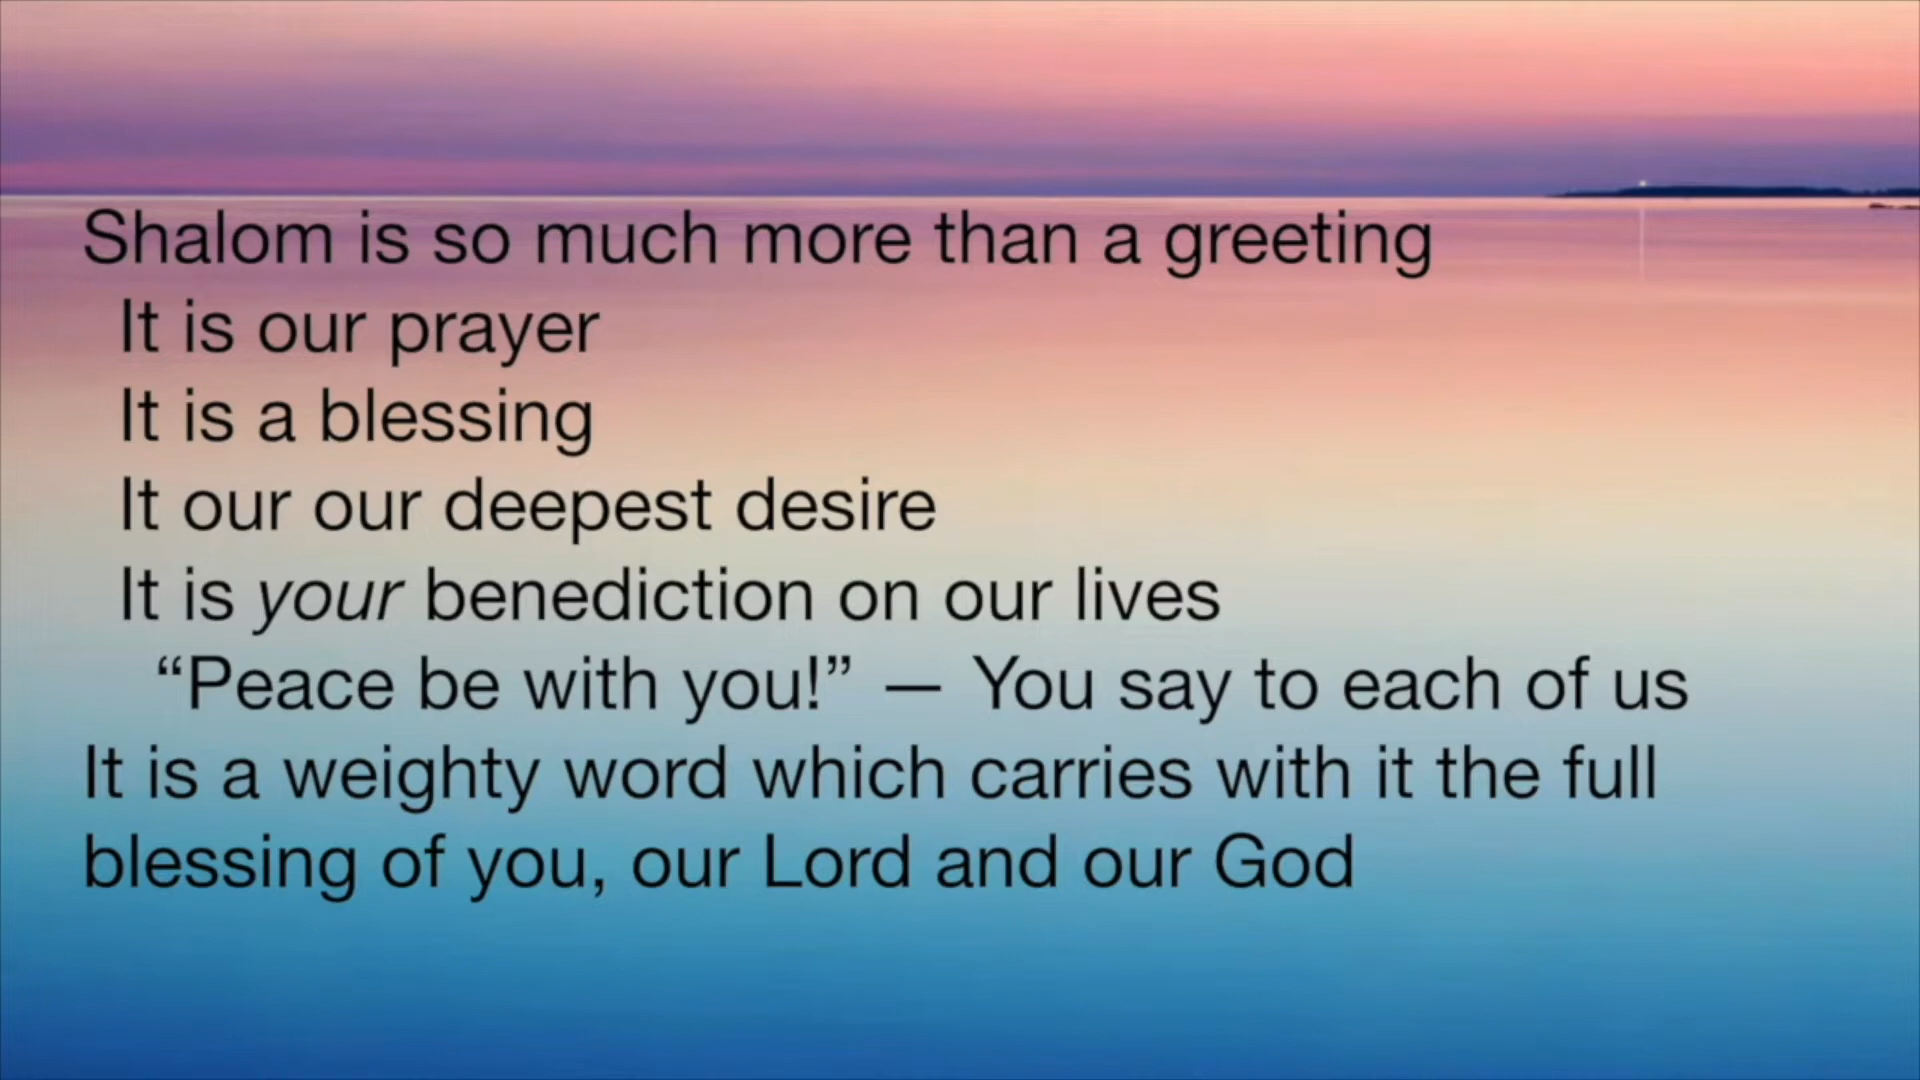 Shalom is so much more than a greeting
It is our prayer
It is a blessing
It our our deepest desire
It is your benediction on our lives
“Peace be with you!” — You say to each of us
It is a weighty word which carries with it the full
blessing of you, our Lord and our God